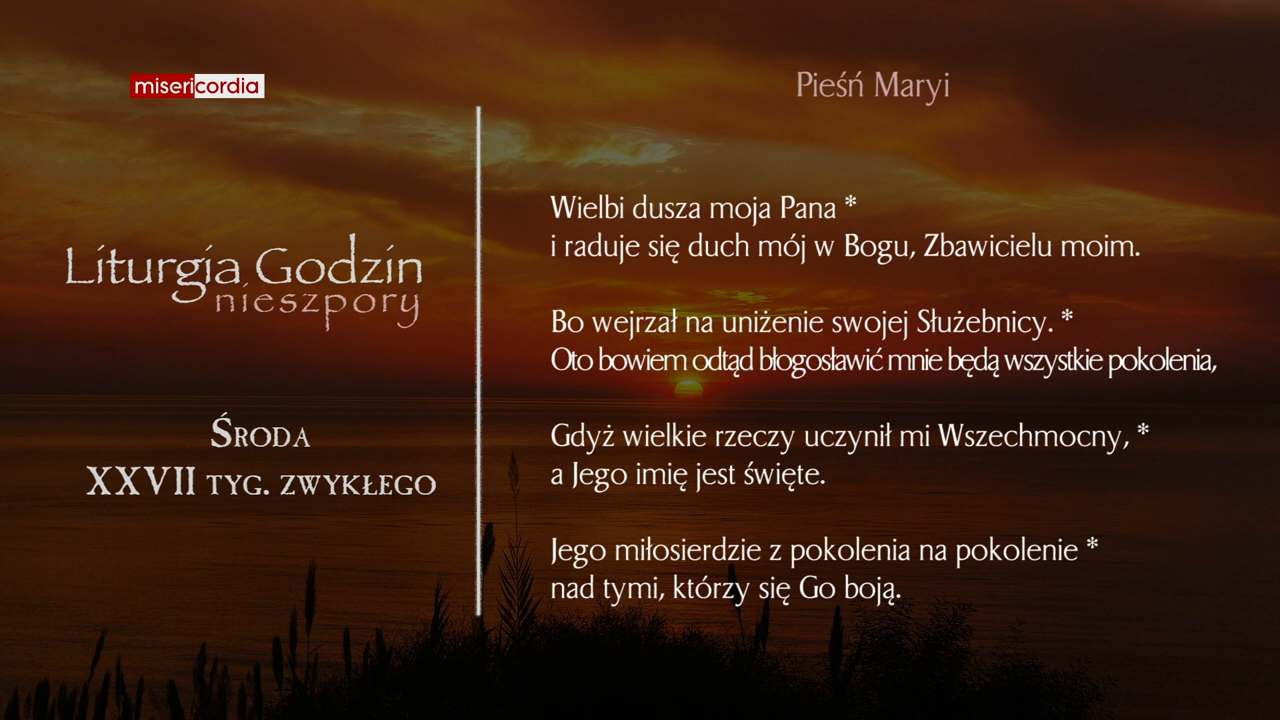 misericordia
Liturgia Godzin
nieszpory
Środa
XXVII tyg. zwykłego
Pieśń Maryi
Wielbi dusza moja Pana *
i raduje się duch mój w Bogu, Zbawicielu moim.
Bo wejrzał na uniżenie swojej Służebnicy. *
Oto bowiem odtąd błogosławić mnie będą wszystkie pokolenia,
Gdyż wielkie rzeczy uczynił mi Wszechmocny, *
a Jego imię jest święte.
Jego miłosierdzie z pokolenia na pokolenie *
nad tymi, którzy się Go boją.